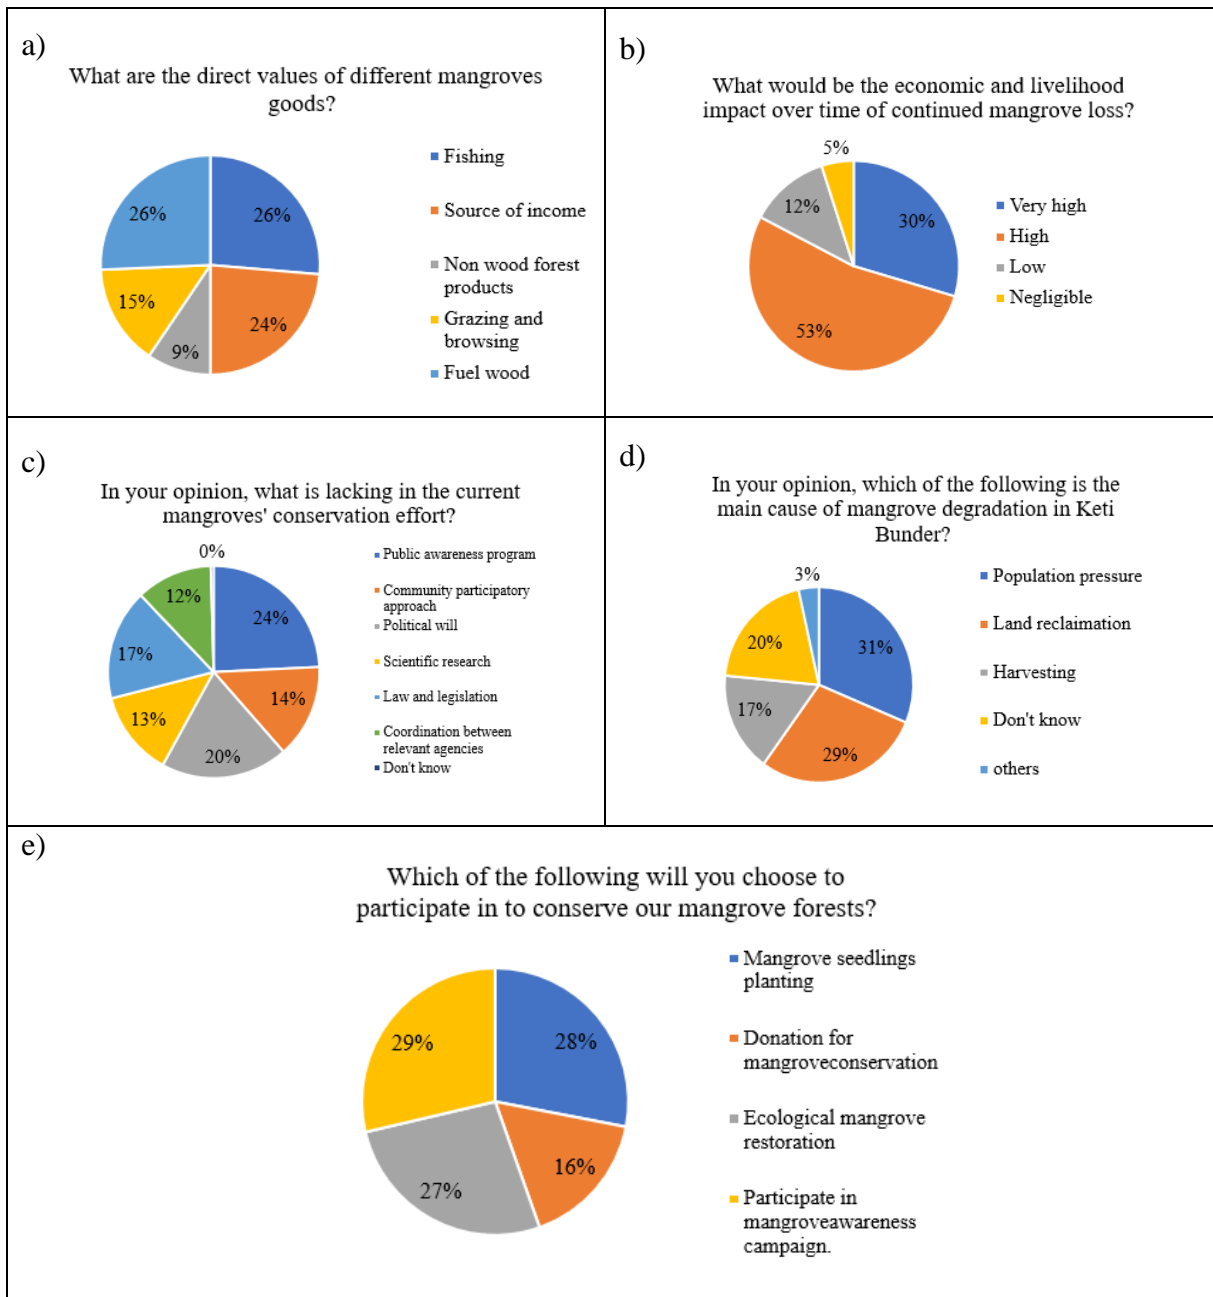 a)
What are the direct values of different mangroves
goods?
26%
26%
15%
24%
9%
Fishing
Source of income
Non wood forest
products
Grazing and
browsing
Fuel wood
b)
What would be the economic and livelihood
impact over time of continued mangrove loss?
5%
12%
30%
53%
Very high
High
Low
Negligible
c)
In your opinion, what is lacking in the current
mangroves' conservation effort?
0%
12%
24%
17%
14%
13%
20%
Public awareness program
Community participatory
approach
Political will
Scientific research
Law and legislation
Coordination between
relevant agencies
Don't know
d)
In your opinion, which of the following is the
main cause of mangrove degradation in Keti
Bunder?
3%
20%
31%
17%
29%
Population pressure
Land reclaimation
Harvesting
Don't know
others
e)
Which of the following will you choose to
participate in to conserve our mangrove forests?
29%
28%
16%
27%
Mangrove seedlings
planting
Donation for
mangroveconservation
Ecological mangrove
restoration
Participate in
mangroveawareness
campaign.